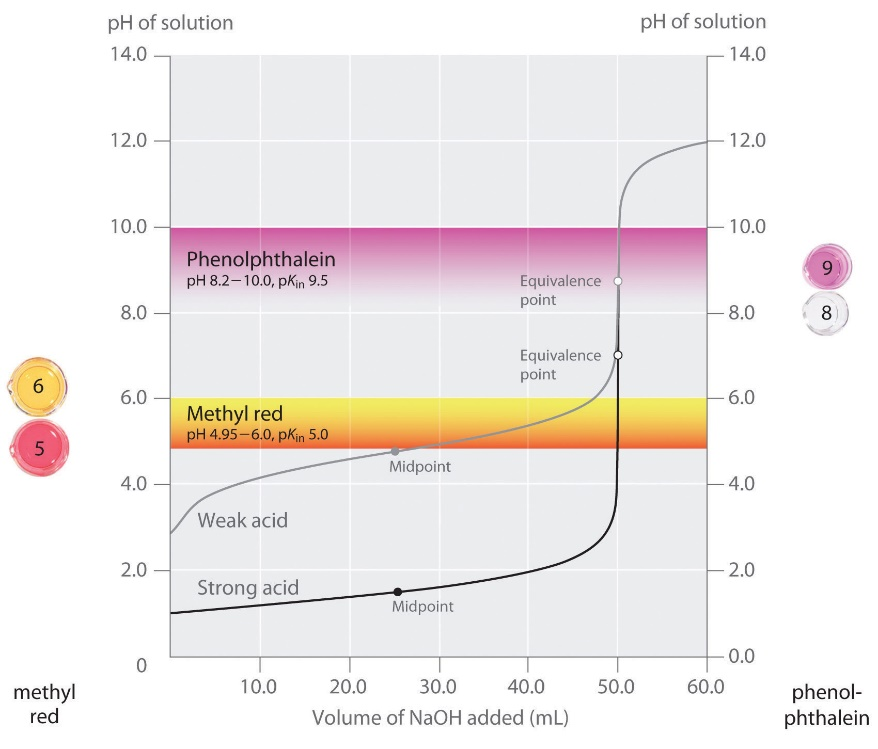 pH of solution
pH of solution
14.0
14.0
12.0
12.0
10.0
10.0
Phenolphthalein
pH 8.2–10.0, pKin 9.5
9
Equivalence
point
8.0
8.0
8
Equivalence
point
6
6.0
6.0
Methyl red
pH 4.95–6.0, pKin 5.0
5
Midpoint
4.0
4.0
Weak acid
2.0
2.0
Strong acid
Midpoint
0
0.0
10.0 20.0 30.0 40.0 50.0 60.0
Volume of NaOH added (mL)
methyl
red
phenol-
phthalein